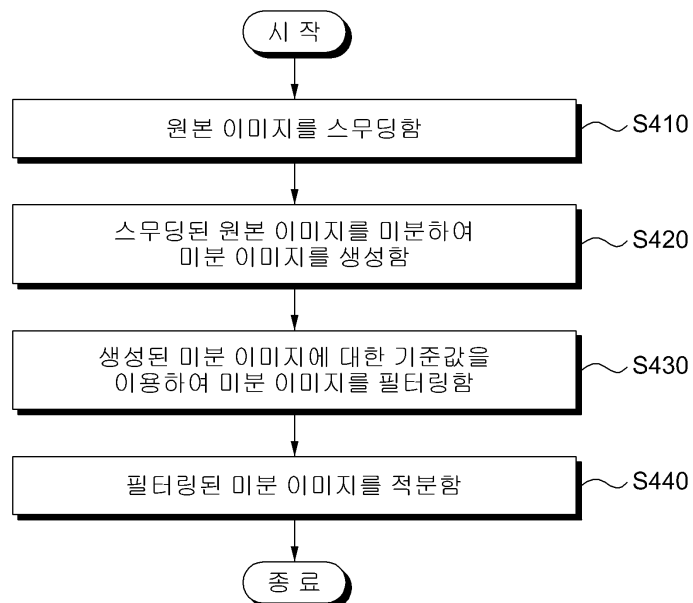 시 작
원본 이미지를 스무딩함
S410
스무딩된 원본 이미지를 미분하여
미분 이미지를 생성함
S420
생성된 미분 이미지에 대한 기준값을
이용하여 미분 이미지를 필터링함
S430
필터링된 미분 이미지를 적분함
S440
종 료